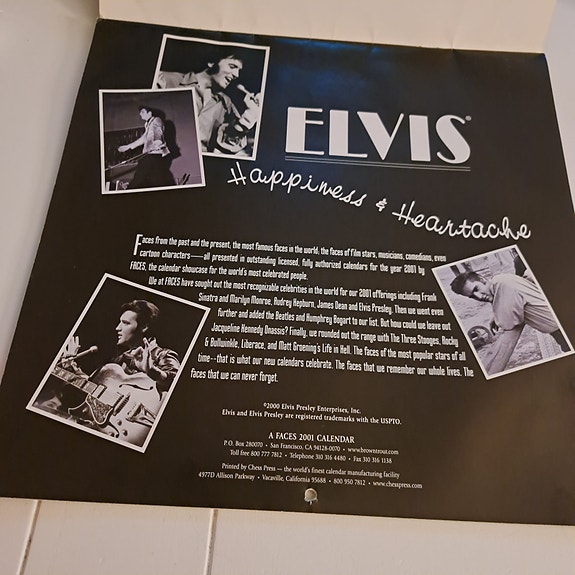 ELVIS®
Happiness & Heartache
Faces from the past and the present, the most famous faces in the world, the faces of film stars, musicians, comedians, even
cartoon characters—all presented in outstanding licensed, fully authorized calendars for the year 2001 by
FACES, the calendar showcase for the world's most celebrated people.
We at FACES have sought out the most recognizable celebrities in the world for our 2001 offerings including Frank
Sinatra and Marilyn Monroe, Audrey Hepburn, James Dean and Elvis Presley. Then we went even
further and added the Beatles and Humphrey Bogart to our list. But how could we leave out
Jacqueline Kennedy Onassis? Finally, we rounded out the range with The Three Stooges, Rocky
& Bullwinkle, Liberace, and Matt Groening's Life in Hell. The faces of the most popular stars of all
time--that is what our new calendars celebrate. The faces that we remember our whole lives. The
faces that we can never forget.
©2000 Elvis Presley Enterprises, Inc.
Elvis and Elvis Presley are registered trademarks with the USPTO.
A FACES 2001 CALENDAR
P. O. Box 280070 • San Francisco, CA 94128-0070 • www.browntrout.com
Toll free 800 777 7812 • Telephone 310 316 4480 • Fax 310 316 1138
Printed by Chess Press — the world's finest calendar manufacturing facility
4977D Allison Parkway • Vacaville, California 95688 • 800 950 7812 • www.chesspress.com